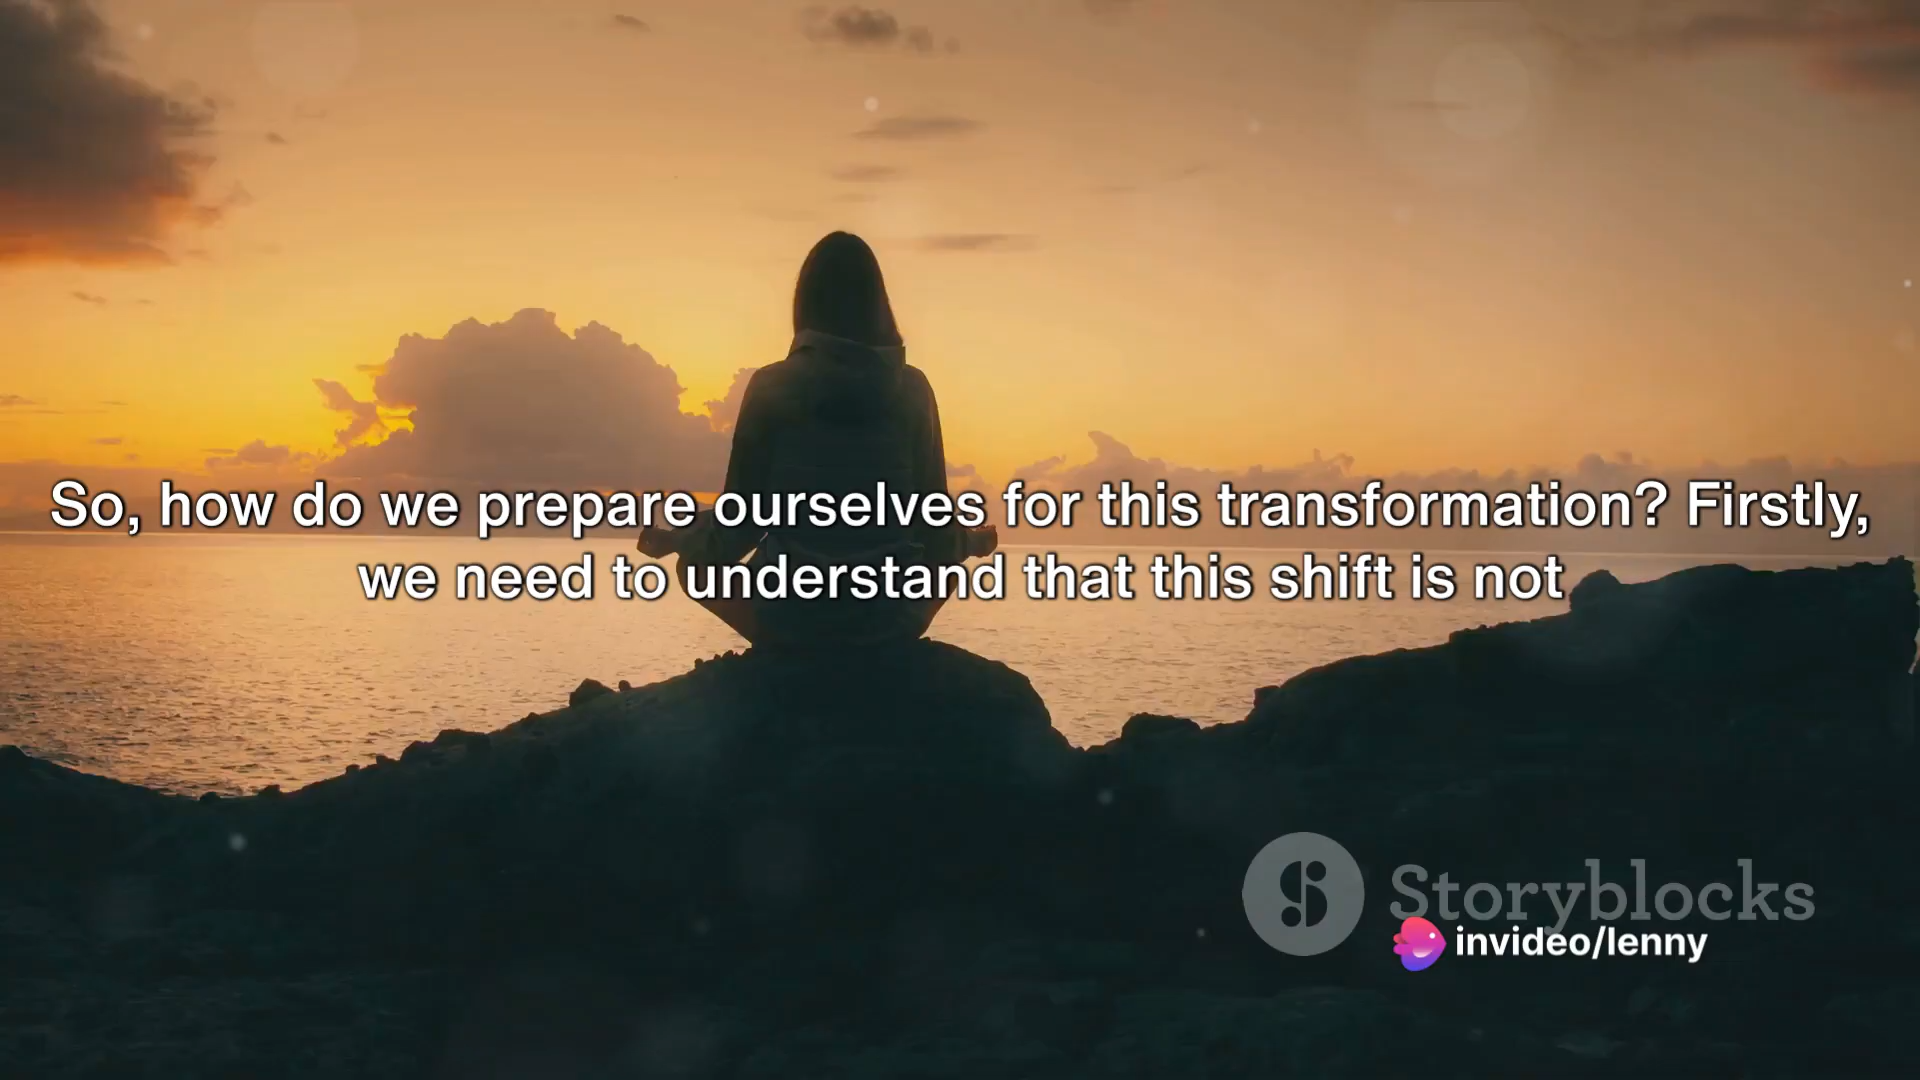 So, how do we prepare ourselves for this transformation? Firstly,
we need to understand that this shift is not
Storyblocks
invideo/lenny